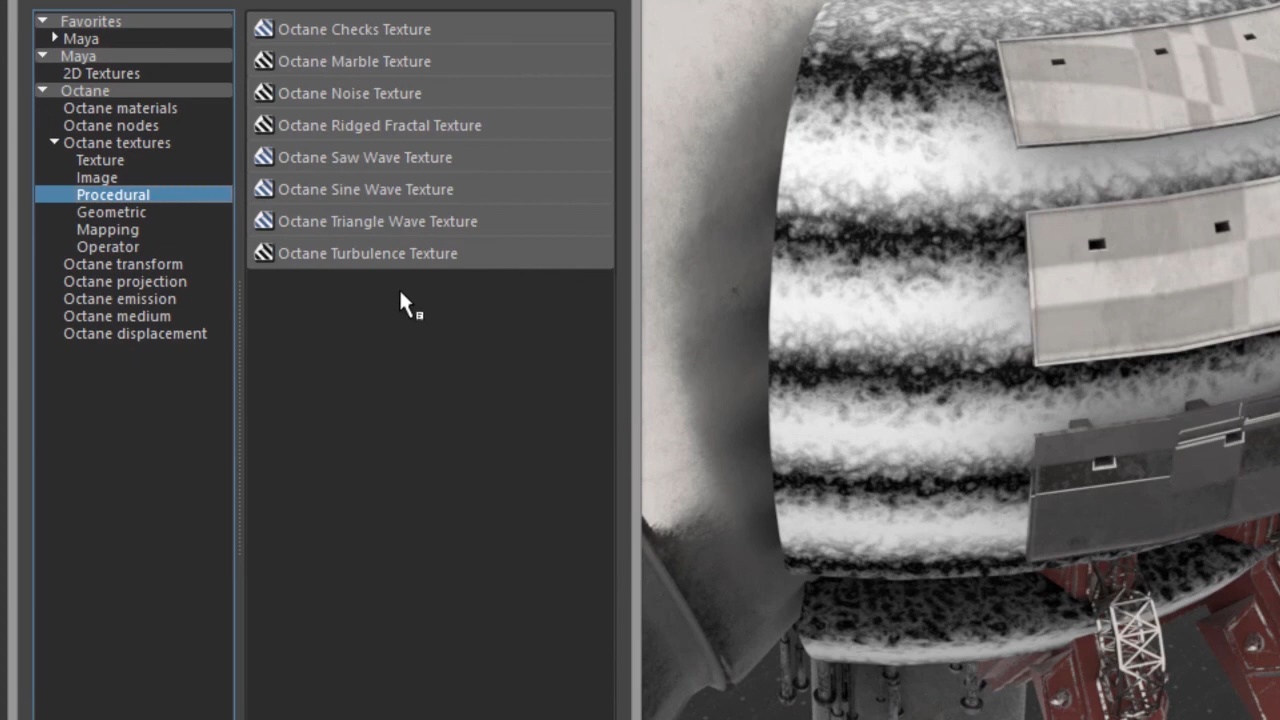 Favorites
Maya
Maya
2D Textures
Octane
Octane materials
Octane nodes
Octane textures
Texture
Image
Procedural
Geometric
Mapping
Operator
Octane transform
Octane projection
Octane emission
Octane medium
Octane displacement
Octane Checks Texture
Octane Marble Texture
Octane Noise Texture
Octane Ridged Fractal Texture
Octane Saw Wave Texture
Octane Sine Wave Texture
Octane Triangle Wave Texture
Octane Turbulence Texture